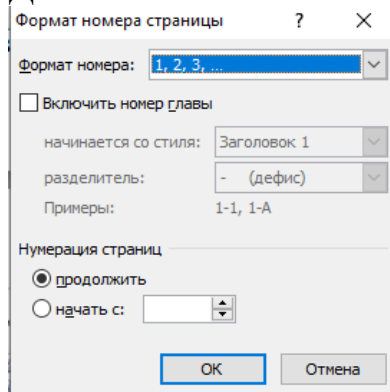 Формат номера страницы ? ×
Формат номера: 1, 2, 3, ...
Включить номер главы
начинается со стиля: Заголовок 1
разделитель: - (дефис)
Примеры: 1-1, 1-A
Нумерация страниц
продолжить
начать с:
ОК Отмена